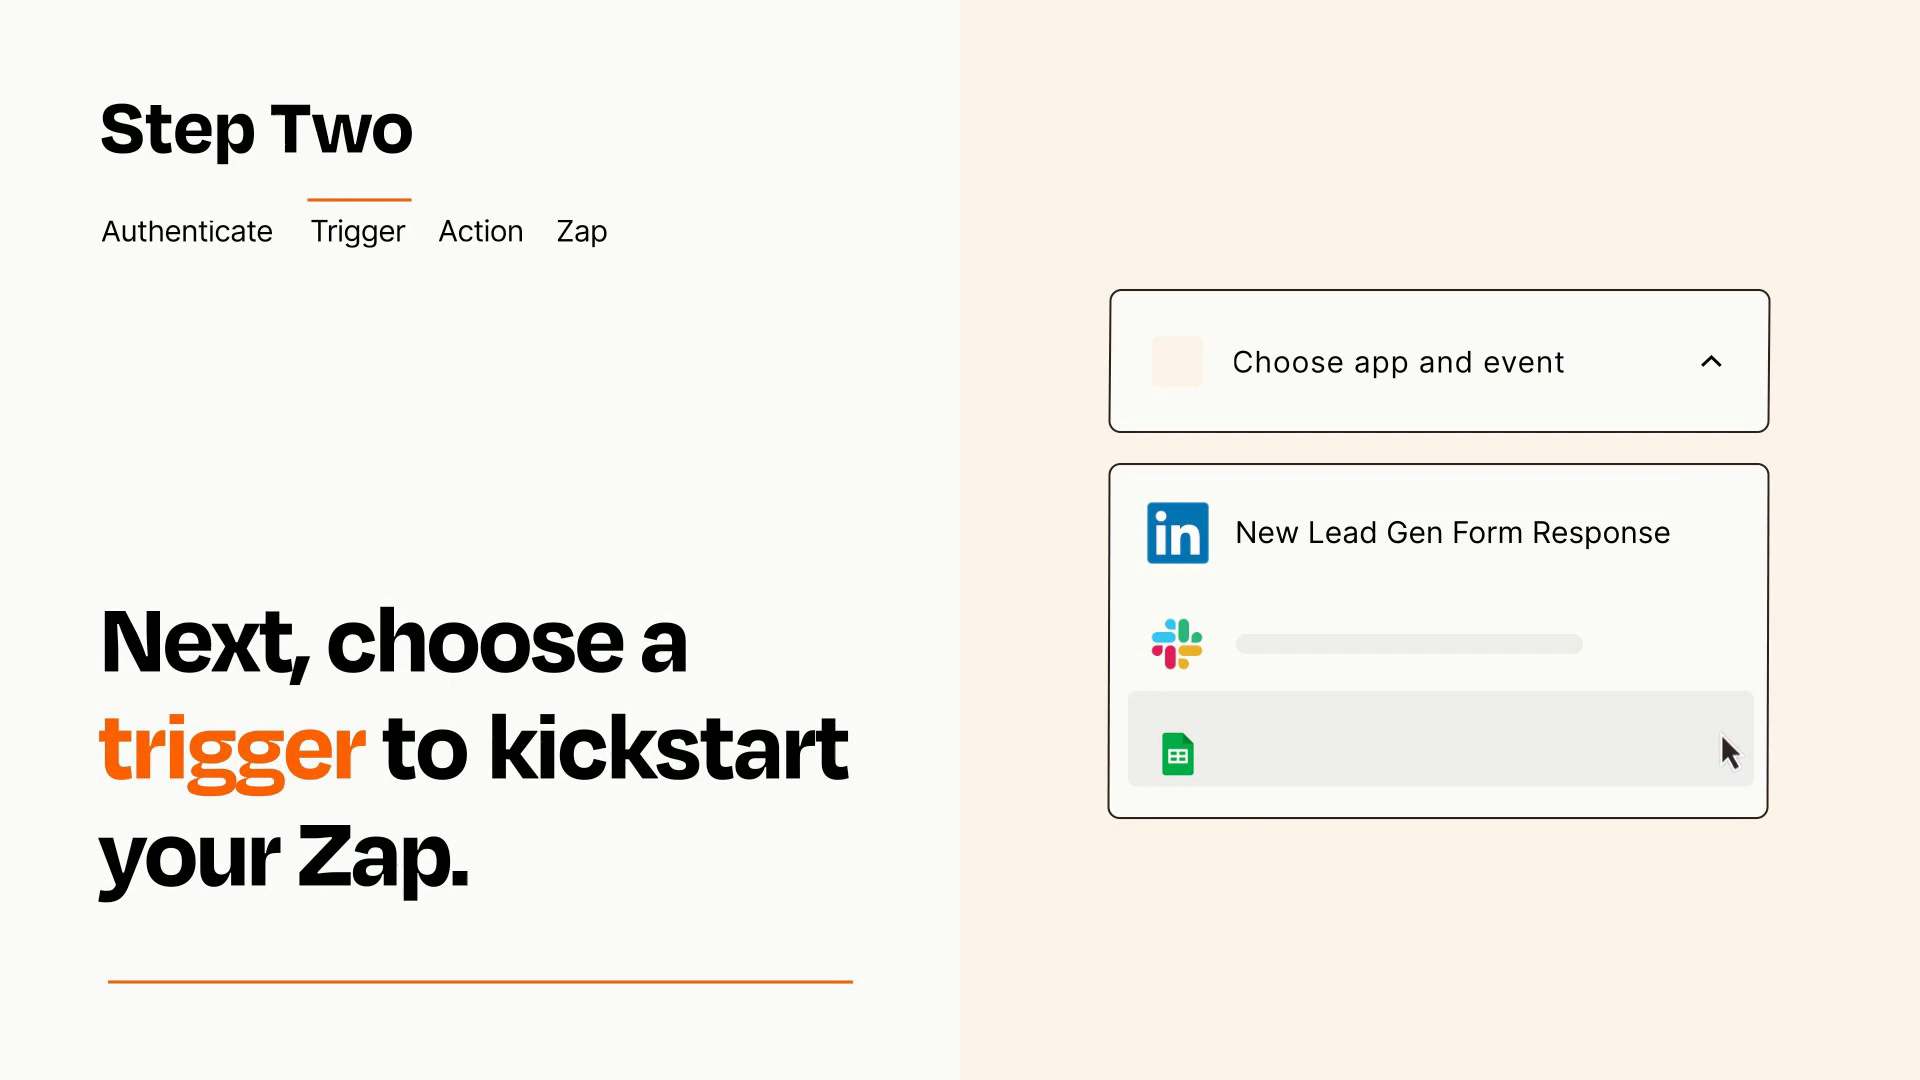 Step Two
Authenticate Trigger Action Zap
Next, choose a
trigger to kickstart
your Zap.
Choose app and event
in New Lead Gen Form Response